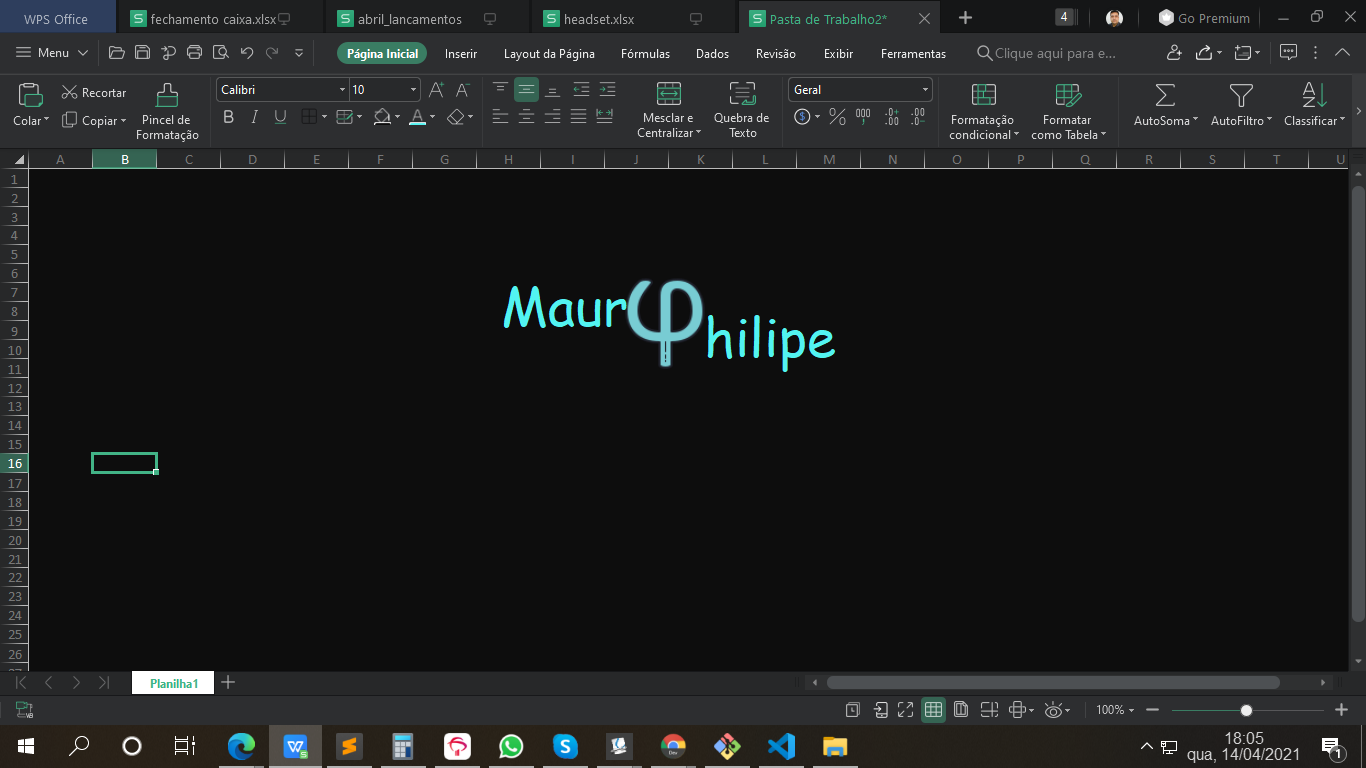 WPS Office
fechamento caixa.xlsx
abril_lancamentos
headset.xlsx
Pasta de Trabalho2*
4
Go Premium
Menu
Página Inicial
Inserir
Layout da Página
Fórmulas
Dados
Revisão
Exibir
Ferramentas
Clique aqui para e...
Colar
Recortar
Copiar
Pincel de
Formatação
Calibri
10
Mesclar e
Centralizar
Quebra de
Texto
Geral
Formatação
condicional
Formatar
como Tabela
AutoSoma
AutoFiltro
Classificar
A B C D E F G H I J K L M N O P Q R S T U
1
2
3
4
5
6
7
8
9
10
11
12
13
14
15
16
17
18
19
20
21
22
23
24
25
26
Maurφhilipe
Planilha1
100%
18:05
qua, 14/04/2021
1